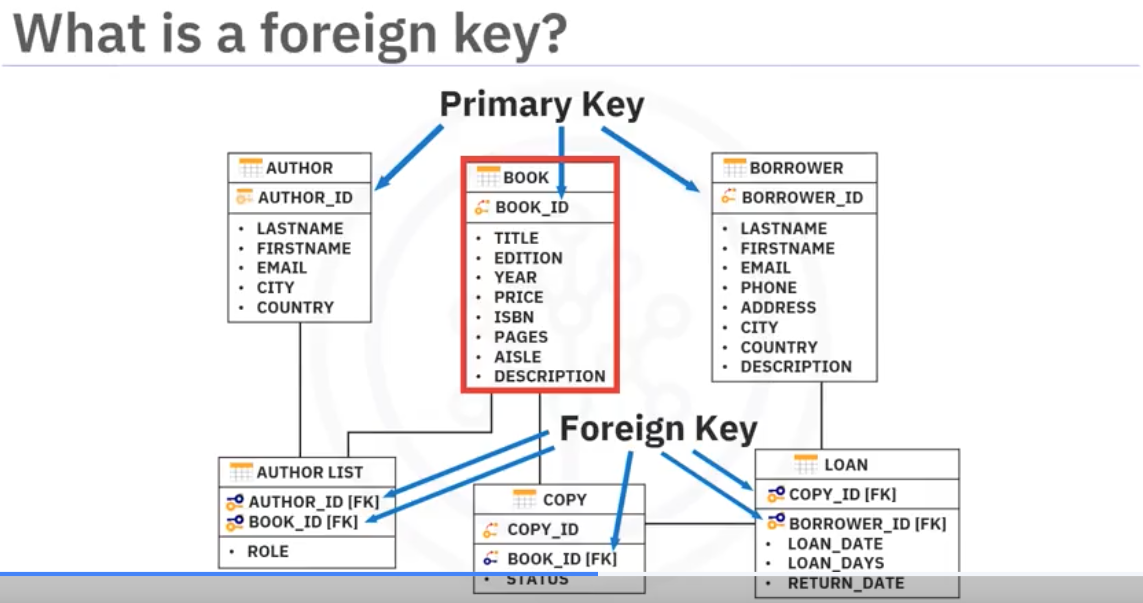 What is a foreign key?
Primary Key
AUTHOR
AUTHOR_ID
LASTNAME
FIRSTNAME
EMAIL
CITY
COUNTRY
BOOK
BOOK_ID
TITLE
EDITION
YEAR
PRICE
ISBN
PAGES
AISLE
DESCRIPTION
BORROWER
BORROWER_ID
LASTNAME
FIRSTNAME
EMAIL
PHONE
ADDRESS
CITY
COUNTRY
DESCRIPTION
Foreign Key
AUTHOR LIST
AUTHOR_ID [FK]
BOOK_ID [FK]
ROLE
COPY
COPY_ID
BOOK_ID [FK]
STATUS
LOAN
COPY_ID [FK]
BORROWER_ID [FK]
LOAN_DATE
LOAN_DAYS
RETURN_DATE